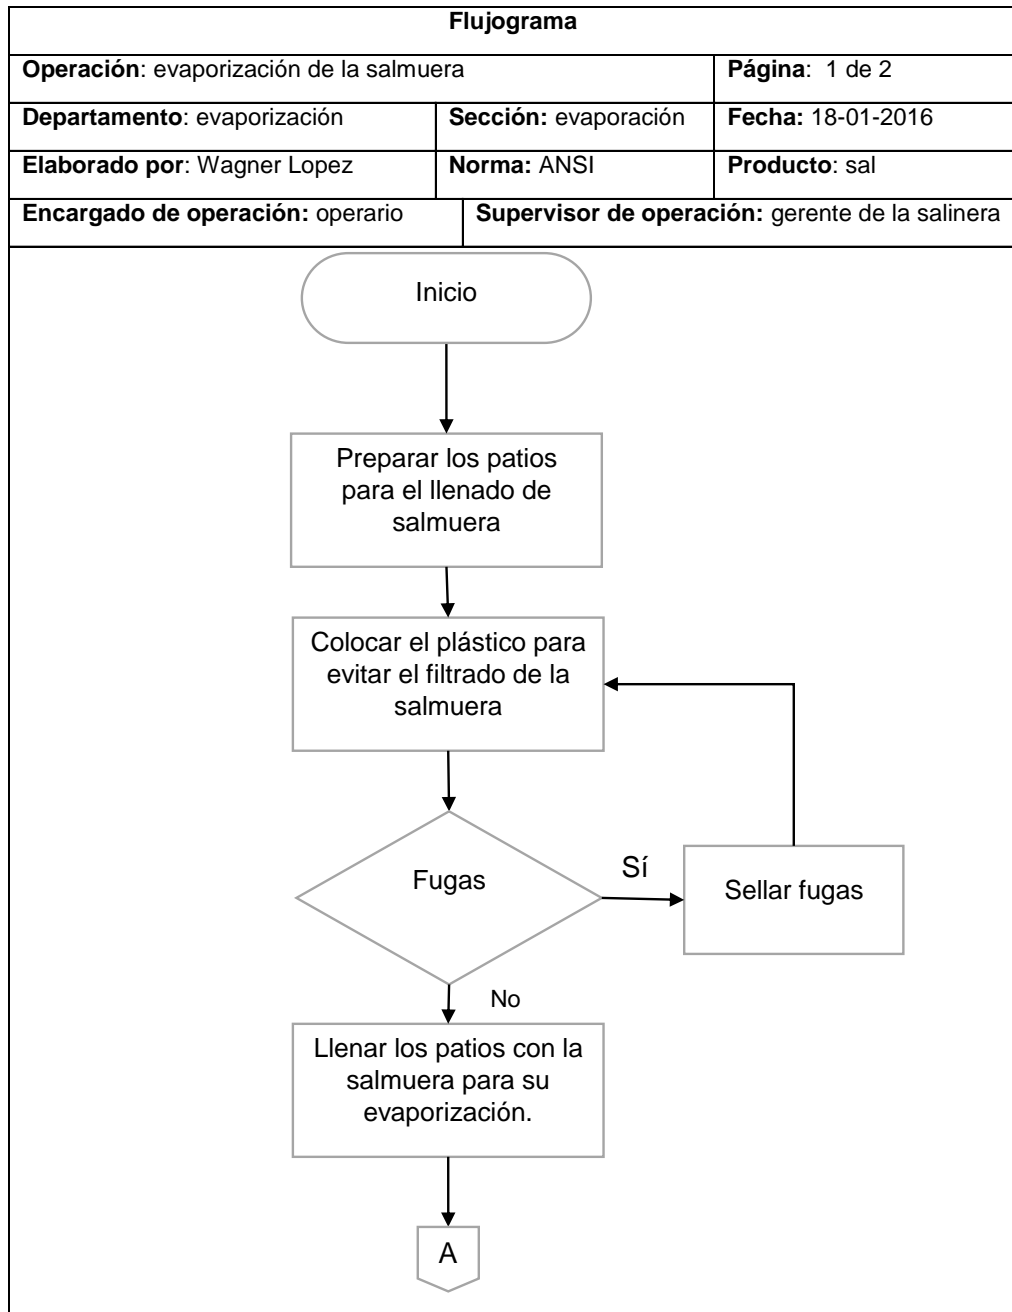 Flujograma
Operación: evaporización de la salmuera
Página: 1 de 2
Departamento: evaporización
Sección: evaporación
Fecha: 18-01-2016
Elaborado por: Wagner Lopez
Norma: ANSI
Producto: sal
Encargado de operación: operario
Supervisor de operación: gerente de la salinera
Inicio
Preparar los patios
para el llenado de
salmuera
Colocar el plástico para
evitar el filtrado de la
salmuera
Fugas
Sí
Sellar fugas
No
Llenar los patios con la
salmuera para su
evaporización.
A